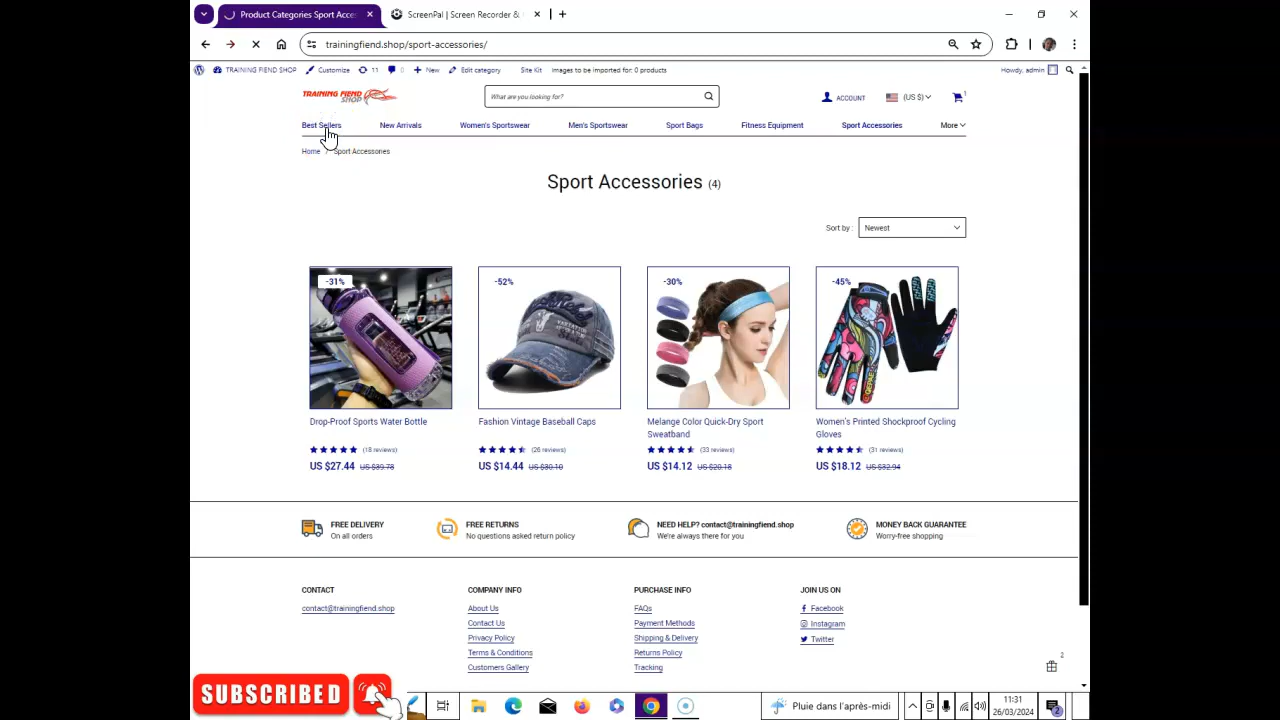 Product Categories Sport Acces
ScreenPal | Screen Recorder &
trainingfiend.shop/sport-accessories/
TRAINING FIEND SHOP Customize 11 0 New Edit category Site Kit Images to be imported for: 0 products Howdy, admin
TRAINING FIEND
SHOP
What are you looking for?
ACCOUNT (US $) 1
Best Sellers New Arrivals Women's Sportswear Men's Sportswear Sport Bags Fitness Equipment Sport Accessories More
Home / Sport Accessories
Sport Accessories (4)
Sort by : Newest
-31% -52% -30% -45%
Drop-Proof Sports Water Bottle
(18 reviews)
US $27.44 US $39.78
Fashion Vintage Baseball Caps
(26 reviews)
US $14.44 US $30.10
Melange Color Quick-Dry Sport
Sweatband
(33 reviews)
US $14.12 US $20.18
Women's Printed Shockproof Cycling
Gloves
(31 reviews)
US $18.12 US $32.94
FREE DELIVERY
On all orders
FREE RETURNS
No questions asked return policy
NEED HELP? contact@trainingfiend.shop
We're always there for you
MONEY BACK GUARANTEE
Worry-free shopping
CONTACT
contact@trainingfiend.shop
COMPANY INFO
About Us
Contact Us
Privacy Policy
Terms & Conditions
Customers Gallery
PURCHASE INFO
FAQs
Payment Methods
Shipping & Delivery
Returns Policy
Tracking
JOIN US ON
Facebook
Instagram
Twitter
2
SUBSCRIBED
Pluie dans l'après-midi
11:31
26/03/2024
2